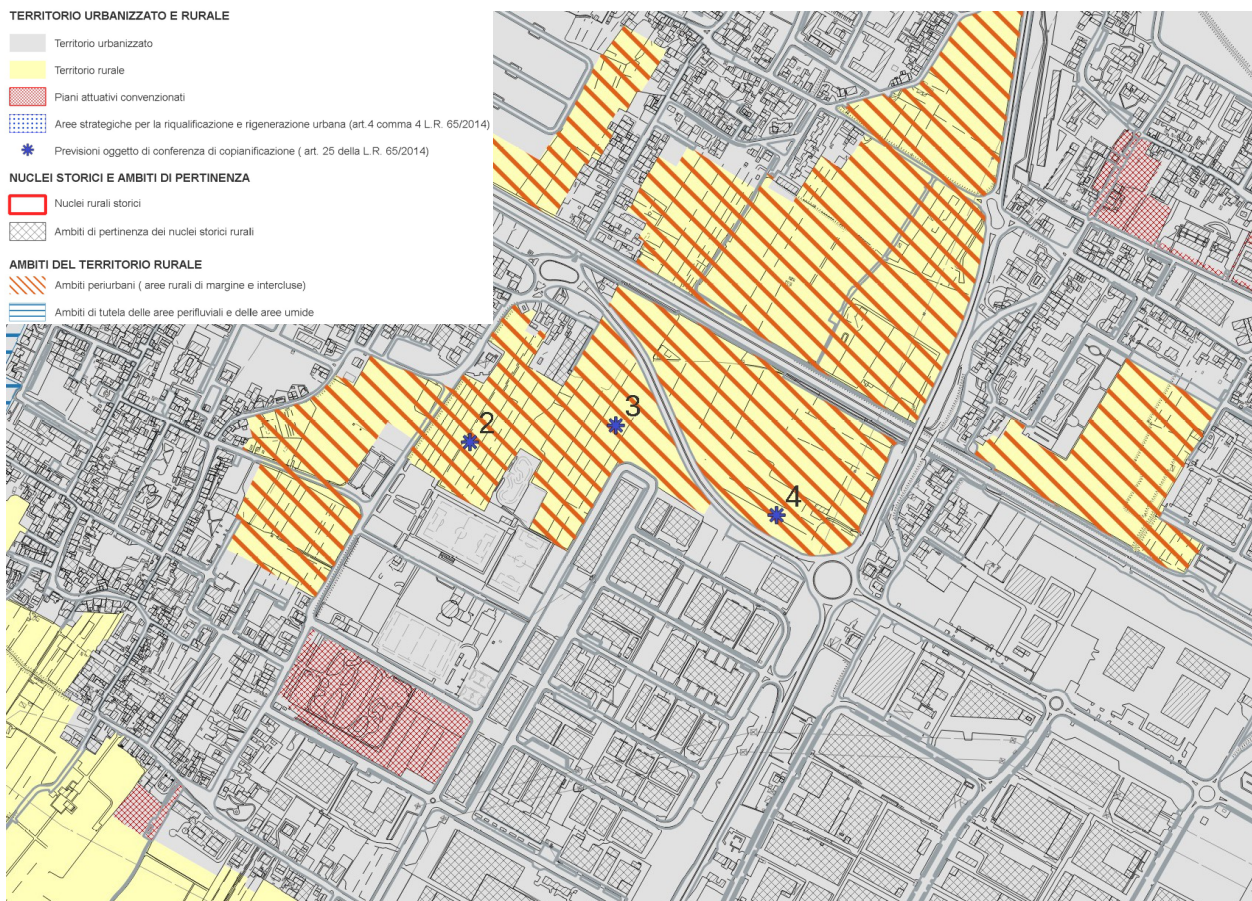 TERRITORIO URBANIZZATO E RURALE
Territorio urbanizzato
Territorio rurale
Piani attuativi convenzionati
Aree strategiche per la riqualificazione e rigenerazione urbana (art.4 comma 4 L.R. 65/2014)
Previsioni oggetto di conferenza di copianificazione ( art. 25 della L.R. 65/2014)
NUCLEI STORICI E AMBITI DI PERTINENZA
Nuclei rurali storici
Ambiti di pertinenza dei nuclei storici rurali
AMBITI DEL TERRITORIO RURALE
Ambiti periurbani ( aree rurali di margine e intercluse)
Ambiti di tutela delle aree perifluviali e delle aree umide
3
2
4